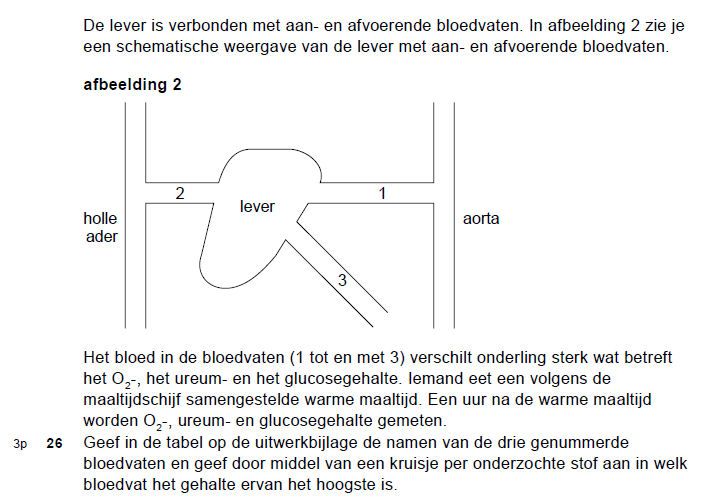 De lever is verbonden met aan- en afvoerende bloedvaten. In afbeelding 2 zie je
een schematische weergave van de lever met aan- en afvoerende bloedvaten.
afbeelding 2
2
lever
1
holle
ader
aorta
3
Het bloed in de bloedvaten (1 tot en met 3) verschilt onderling sterk wat betreft
het O₂-, het ureum- en het glucosegehalte. Iemand eet een volgens de
maaltijdschijf samengestelde warme maaltijd. Een uur na de warme maaltijd
worden O₂-, ureum- en glucosegehalte gemeten.
3p 26 Geef in de tabel op de uitwerkbijlage de namen van de drie genummerde
bloedvaten en geef door middel van een kruisje per onderzochte stof aan in welk
bloedvat het gehalte ervan het hoogste is.